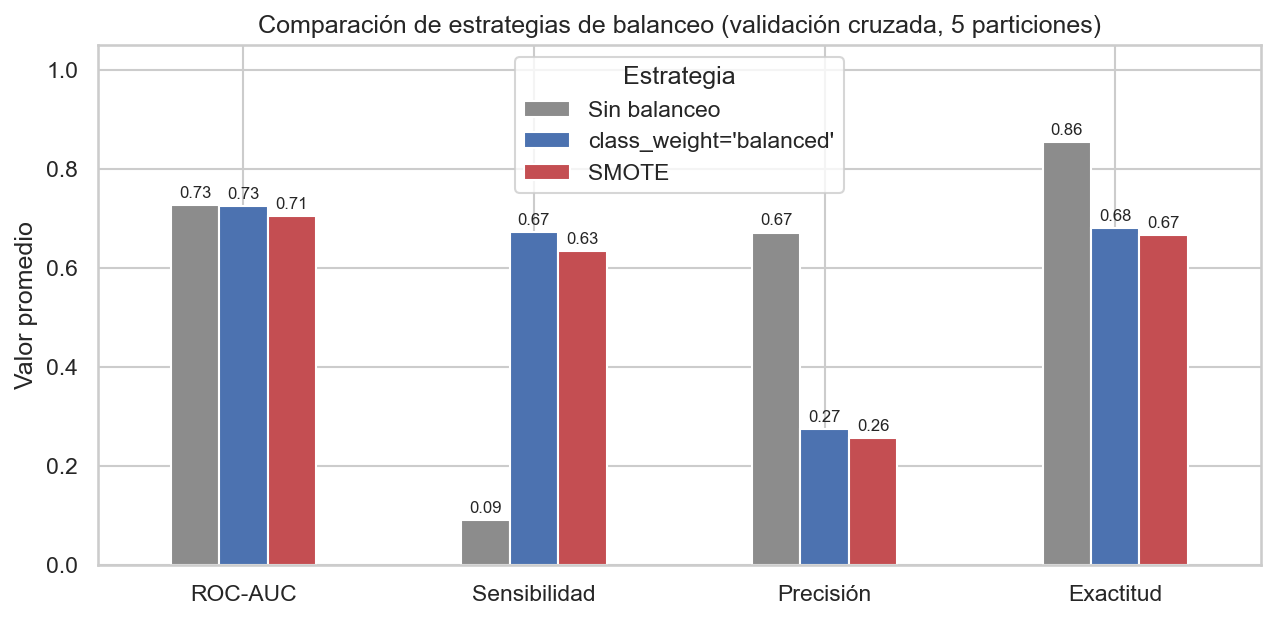 Comparación de estrategias de balanceo (validación cruzada, 5 particiones)
Valor promedio
1.0
0.8
0.6
0.4
0.2
0.0
Estrategia
Sin balanceo
class_weight='balanced'
SMOTE
0.73
0.73
0.71
0.09
0.67
0.63
0.67
0.27
0.26
0.86
0.68
0.67
ROC-AUC
Sensibilidad
Precisión
Exactitud